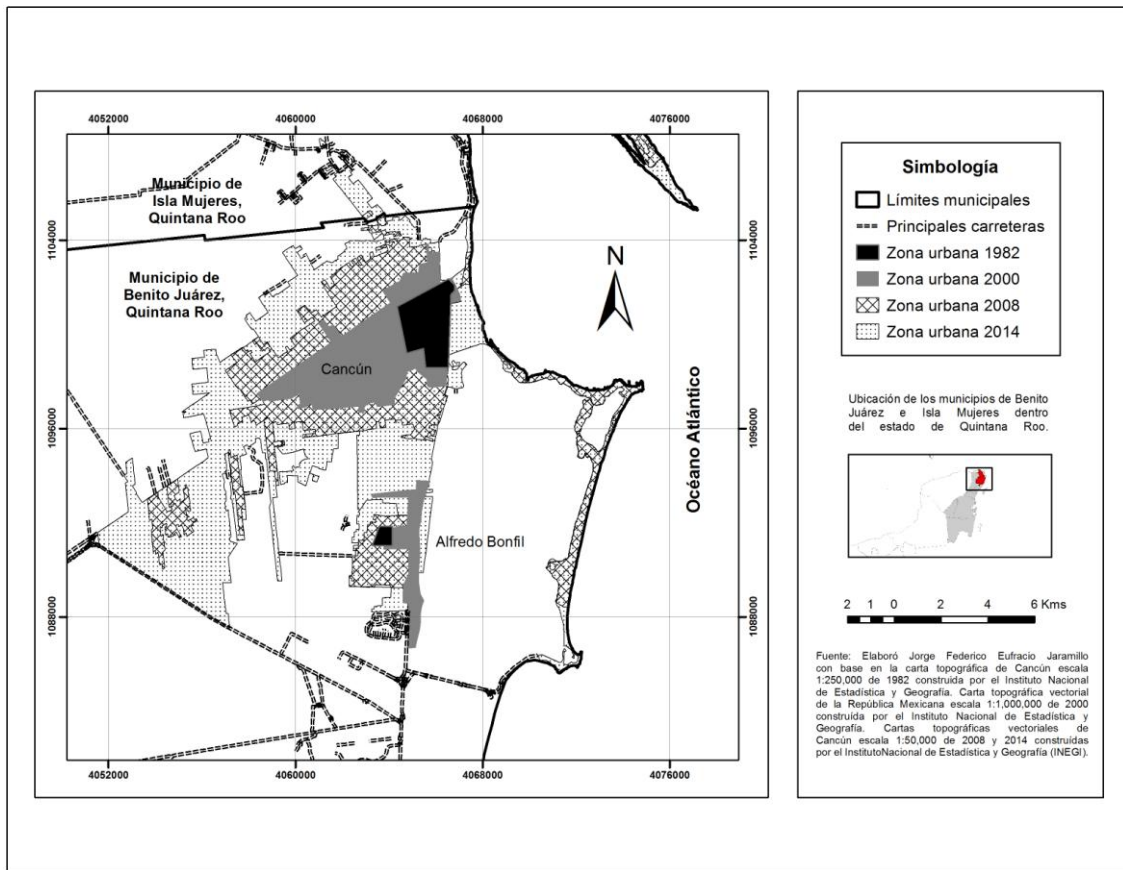 4052000
4060000
4068000
4076000
1104000
1104000
Municipio de
Isla Mujeres,
Quintana Roo
Municipio de
Benito Juárez,
Quintana Roo
N
Cancún
1096000
1096000
Océano Atlántico
Alfredo Bonfil
1088000
1088000
4052000
4060000
4068000
4076000
Simbología
Límites municipales
Principales carreteras
Zona urbana 1982
Zona urbana 2000
Zona urbana 2008
Zona urbana 2014
Ubicación de los municipios de Benito
Juárez e Isla Mujeres dentro
del estado de Quintana Roo.
2 1 0 2 4 6 Kms
Fuente: Elaboró Jorge Federico Eufracio Jaramillo
con base en la carta topográfica de Cancún escala
1:250,000 de 1982 construida por el Instituto Nacional
de Estadística y Geografía. Carta topográfica vectorial
de la República Mexicana escala 1:1,000,000 de 2000
construída por el Instituto Nacional de Estadística y
Geografía. Cartas topográficas vectoriales de
Cancún escala 1:50,000 de 2008 y 2014 construídas
por el InstitutoNacional de Estadística y Geografía (INEGI).